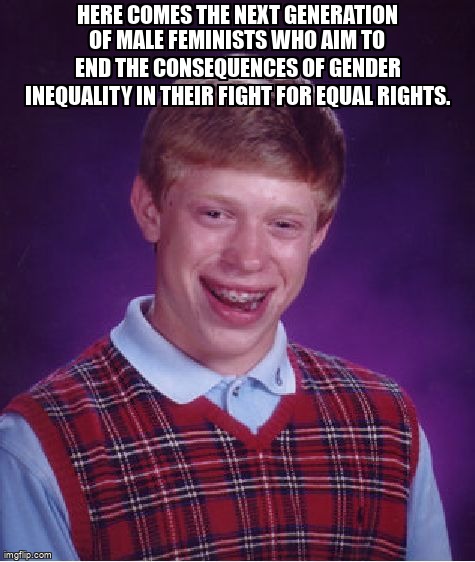 HERE COMES THE NEXT GENERATION
OF MALE FEMINISTS WHO AIM TO
END THE CONSEQUENCES OF GENDER
INEQUALITY IN THEIR FIGHT FOR EQUAL RIGHTS.
imgflip.com